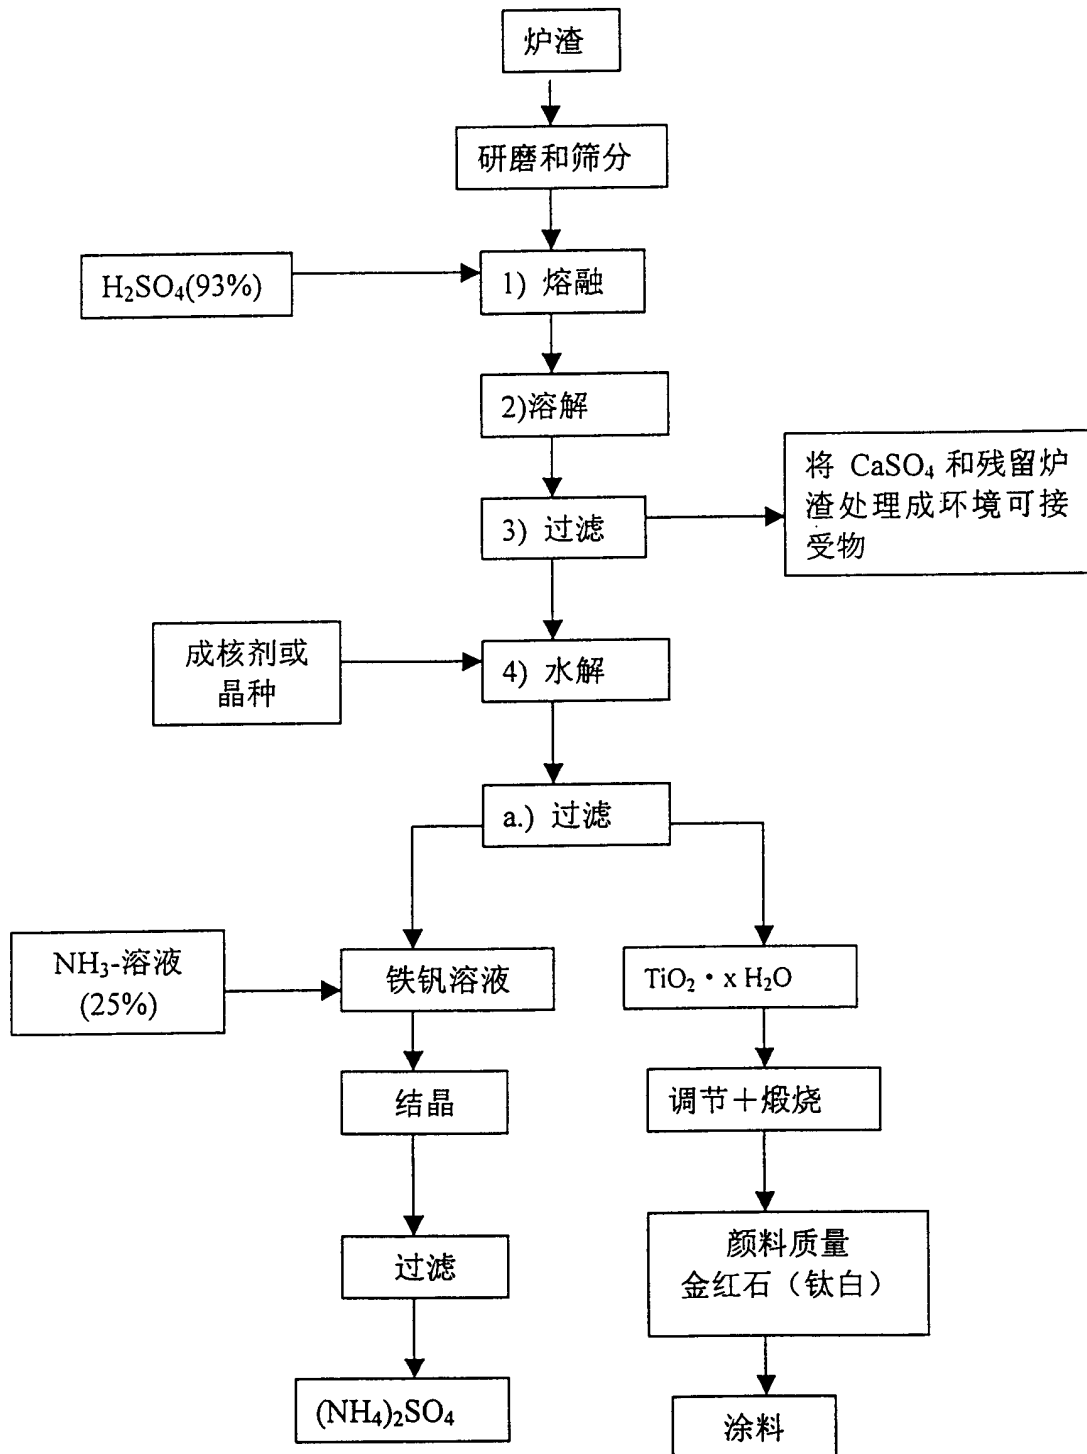 炉渣
研磨和筛分
H₂SO₄(93%)
1) 熔融
2)溶解
将 CaSO₄ 和残留炉
渣处理成环境可接
受物
3) 过滤
成核剂或
晶种
4) 水解
a.) 过滤
NH₃-溶液
(25%)
铁钒溶液
TiO₂・x H₂O
结晶
调节＋煅烧
过滤
颜料质量
金红石（钛白）
(NH₄)₂SO₄
涂料